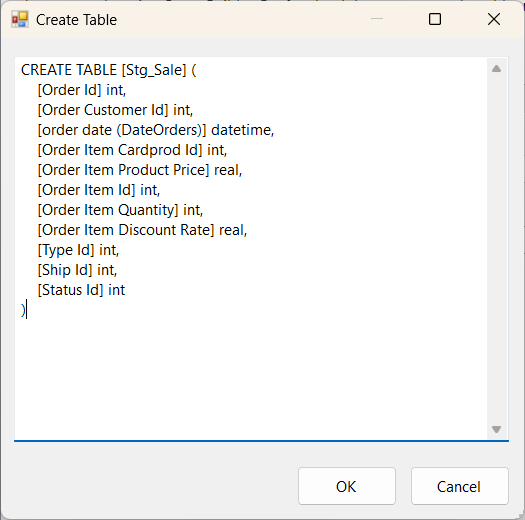 Create Table
CREATE TABLE [Stg_Sale] (
[Order Id] int,
[Order Customer Id] int,
[order date (DateOrders)] datetime,
[Order Item Cardprod Id] int,
[Order Item Product Price] real,
[Order Item Id] int,
[Order Item Quantity] int,
[Order Item Discount Rate] real,
[Type Id] int,
[Ship Id] int,
[Status Id] int
)
OK Cancel